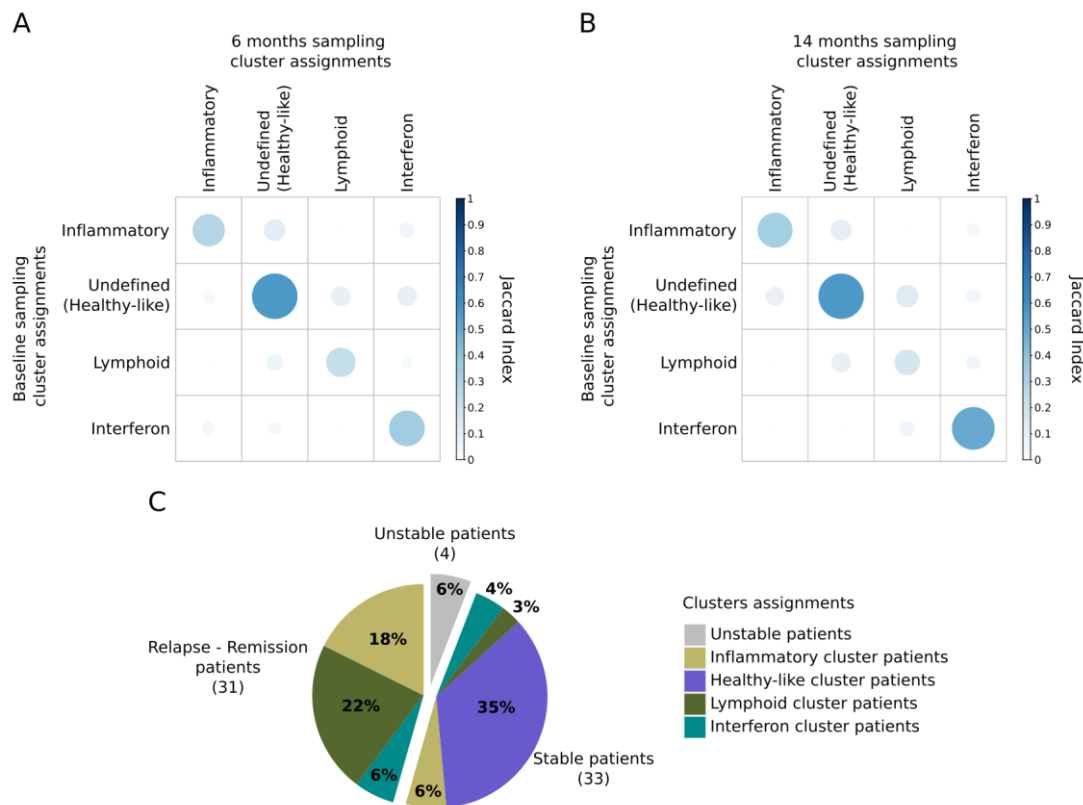 A
6 months sampling
cluster assignments
Inflammatory
Undefined
(Healthy-like)
Lymphoid
Interferon
Baseline sampling
cluster assignments
Inflammatory
Undefined
(Healthy-like)
Lymphoid
Interferon
1
0.9
0.8
0.7
0.6
0.5
0.4
0.3
0.2
0.1
0
Jaccard Index
B
14 months sampling
cluster assignments
Inflammatory
Undefined
(Healthy-like)
Lymphoid
Interferon
Baseline sampling
cluster assignments
Inflammatory
Undefined
(Healthy-like)
Lymphoid
Interferon
1
0.9
0.8
0.7
0.6
0.5
0.4
0.3
0.2
0.1
0
Jaccard Index
C
Unstable patients
(4)
6%
4%
3%
18%
Relapse - Remission
patients
(31)
22%
35%
6%
6%
Stable patients
(33)
Clusters assignments
Unstable patients
Inflammatory cluster patients
Healthy-like cluster patients
Lymphoid cluster patients
Interferon cluster patients